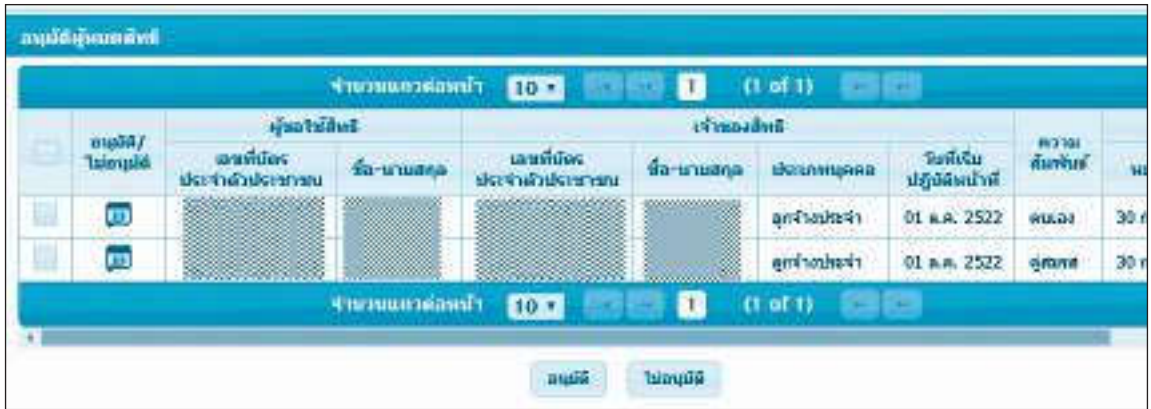 อนุมัติผู้หมดสิทธิ
จำนวนแถวต่อหน้า 10 1 (1 of 1)
อนุมัติ/
ไม่อนุมัติ
ผู้ขอใช้สิทธิ
เจ้าของสิทธิ
ความ
สัมพันธ์
เลขที่บัตร
ประจำตัวประชาชน
ชื่อ-นามสกุล
เลขที่บัตร
ประจำตัวประชาชน
ชื่อ-นามสกุล
ประเภทบุคคล
วันที่เริ่ม
ปฏิบัติหน้าที่
ลูกจ้างประจำ 01 ต.ค. 2522 ตนเอง 30
ลูกจ้างประจำ 01 ต.ค. 2522 คู่สมรส 30
จำนวนแถวต่อหน้า 10 1 (1 of 1)
อนุมัติ ไม่อนุมัติ